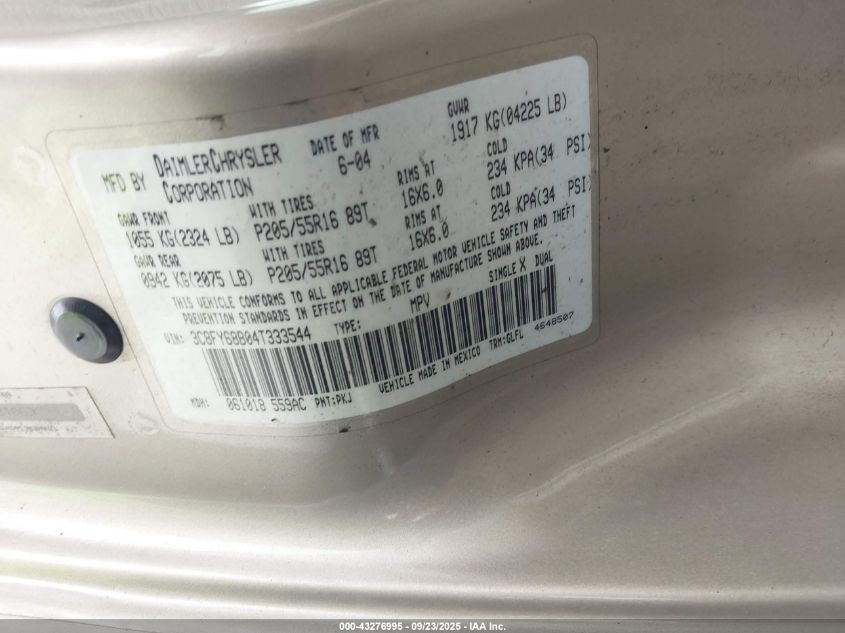 MFD BY DAIMLERCHRYSLER CORPORATION
DATE OF MFR 6-04
GVWR 1917 KG(04225 LB)
GAWR FRONT 1055 KG(2324 LB)
WITH TIRES P205/55R16 89T
RIMS AT 16X6.0
COLD 234 KPA(34 PSI)
GAWR REAR 0942 KG(2075 LB)
WITH TIRES P205/55R16 89T
RIMS AT 16X6.0
COLD 234 KPA(34 PSI)
THIS VEHICLE CONFORMS TO ALL APPLICABLE FEDERAL MOTOR VEHICLE SAFETY AND THEFT
PREVENTION STANDARDS IN EFFECT ON THE DATE OF MANUFACTURE SHOWN ABOVE.
VIN: 3C8FY68B04T333544 TYPE: MPV SINGLE X DUAL
VEHICLE MADE IN MEXICO TRM:GLFL 4648507
MDH: 061018 559AC PNT:PKJ
000-43276995 - 09/23/2025 - IAA Inc.